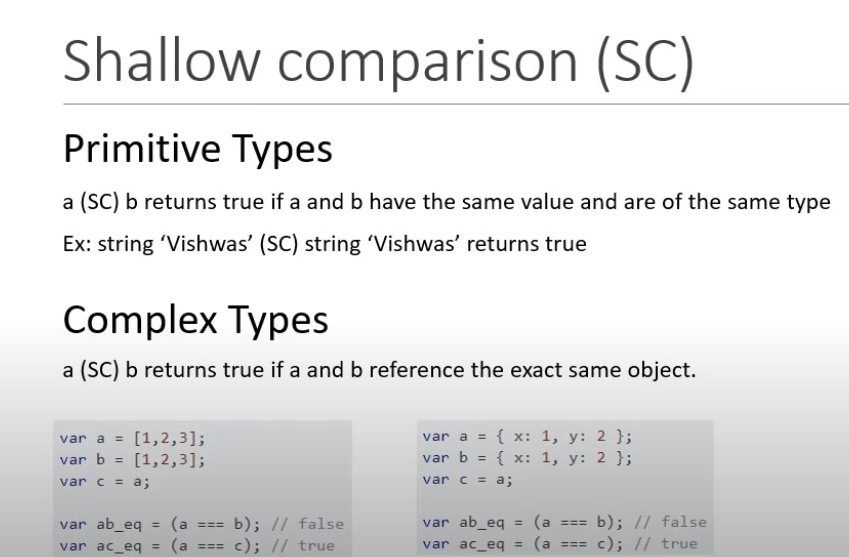 Shallow comparison (SC)
Primitive Types
a (SC) b returns true if a and b have the same value and are of the same type
Ex: string ‘Vishwas’ (SC) string ‘Vishwas’ returns true
Complex Types
a (SC) b returns true if a and b reference the exact same object.
var a = [1,2,3];
var b = [1,2,3];
var c = a;
var ab_eq = (a === b); // false
var ac_eq = (a === c); // true
var a = { x: 1, y: 2 };
var b = { x: 1, y: 2 };
var c = a;
var ab_eq = (a === b); // false
var ac_eq = (a === c); // true